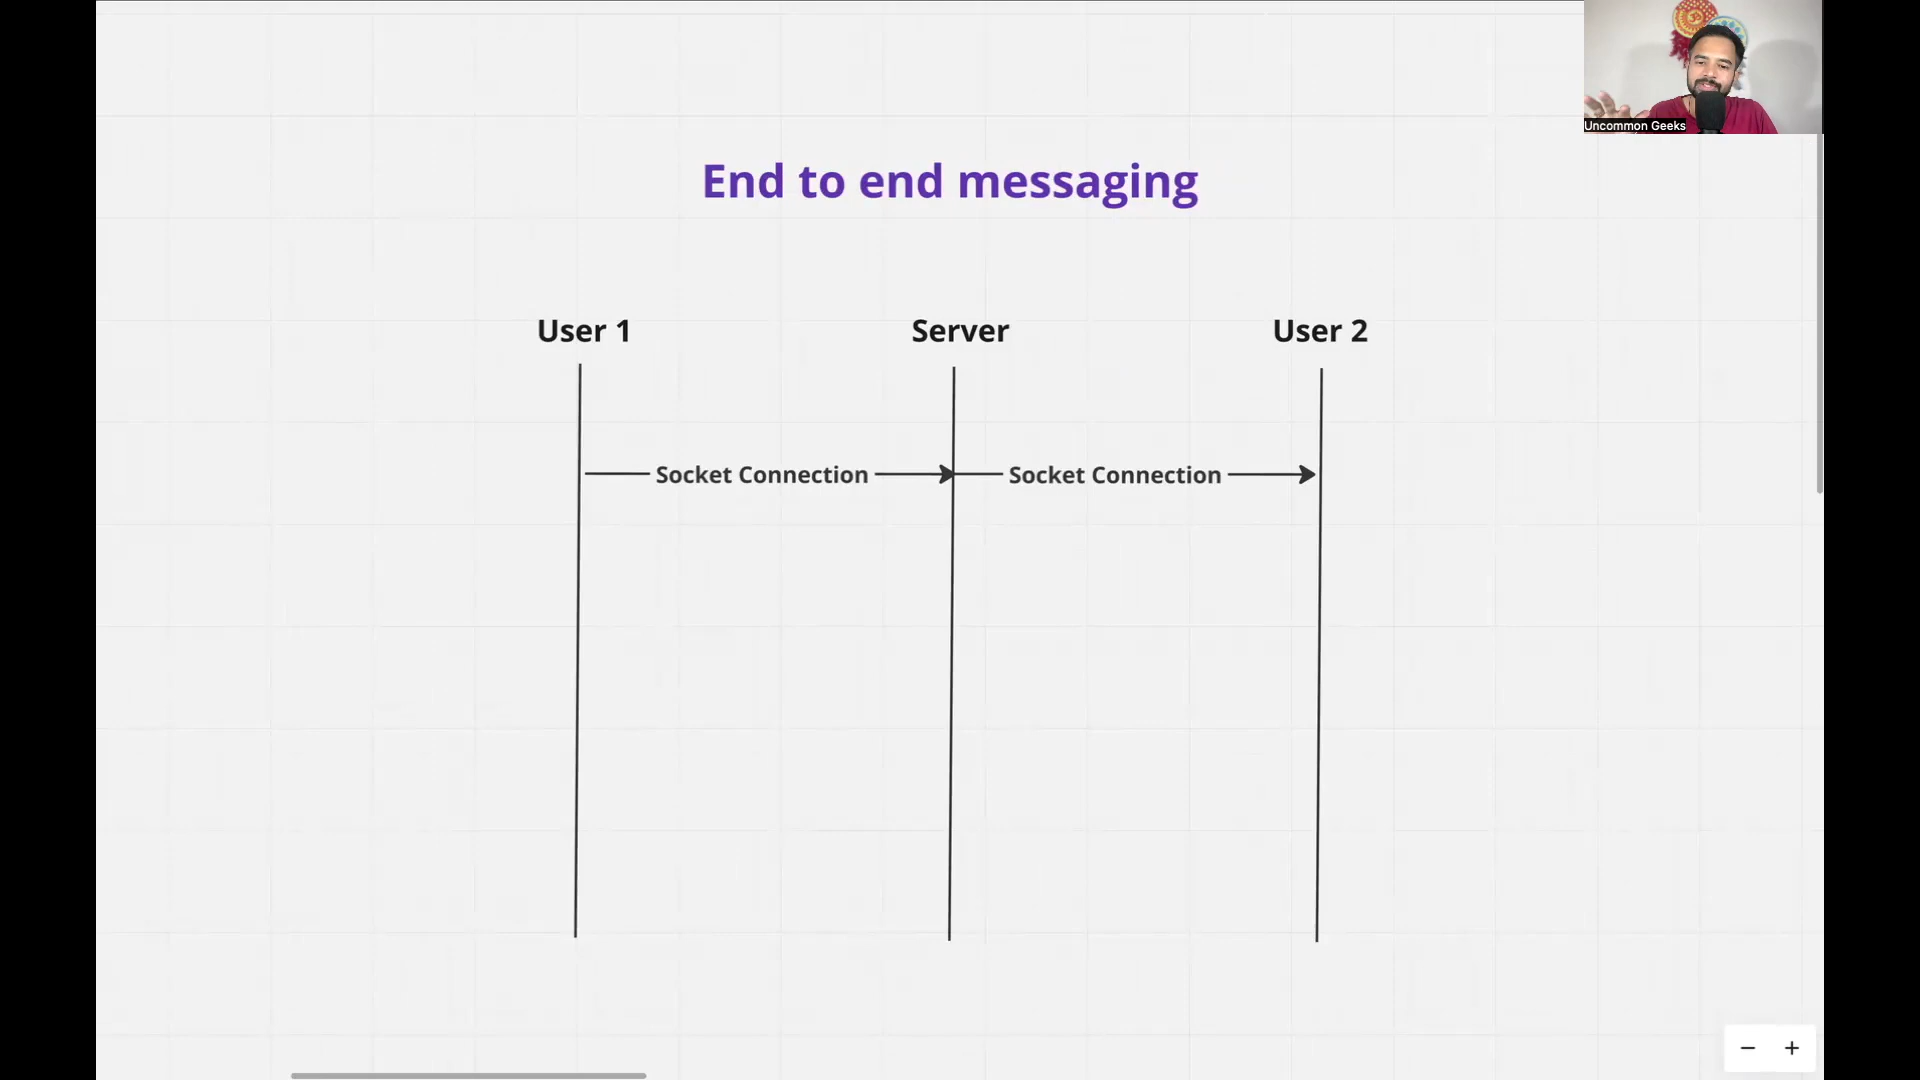 Uncommon Geeks
End to end messaging
User 1
Server
User 2
Socket Connection
Socket Connection